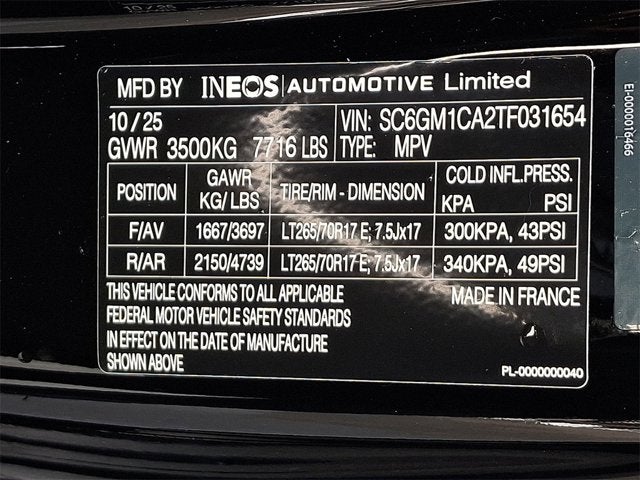 MFD BY INEOS AUTOMOTIVE Limited
10/25 VIN: SC6GM1CA2TF031654
GVWR 3500KG 7716 LBS TYPE: MPV
POSITION GAWR KG/LBS TIRE/RIM - DIMENSION COLD INFL.PRESS. KPA PSI
F/AV 1667/3697 LT265/70R17 E; 7.5Jx17 300KPA, 43PSI
R/AR 2150/4739 LT265/70R17 E; 7.5Jx17 340KPA, 49PSI
THIS VEHICLE CONFORMS TO ALL APPLICABLE MADE IN FRANCE
FEDERAL MOTOR VEHICLE SAFETY STANDARDS
IN EFFECT ON THE DATE OF MANUFACTURE
SHOWN ABOVE
PL-0000000040
EI-0000016466